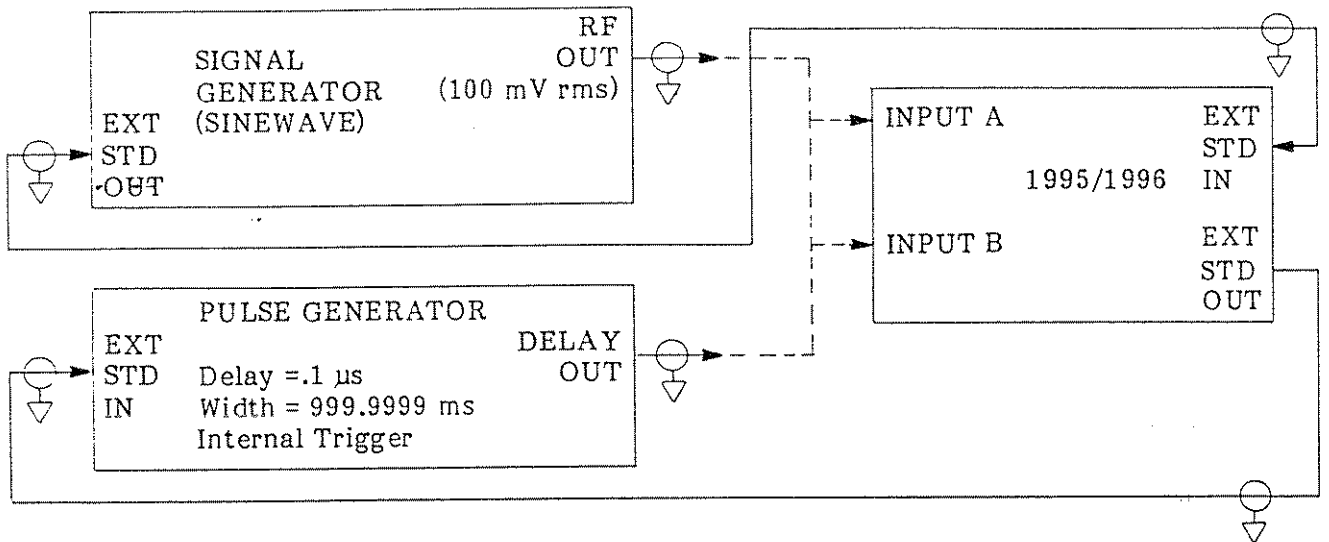 RF
SIGNAL OUT
GENERATOR (100 mV rms)
EXT (SINEWAVE)
STD
OUT
INPUT A EXT
STD
1995/1996 IN
INPUT B EXT
STD
OUT
PULSE GENERATOR
EXT DELAY
STD Delay =.1 µs OUT
IN Width = 999.9999 ms
Internal Trigger